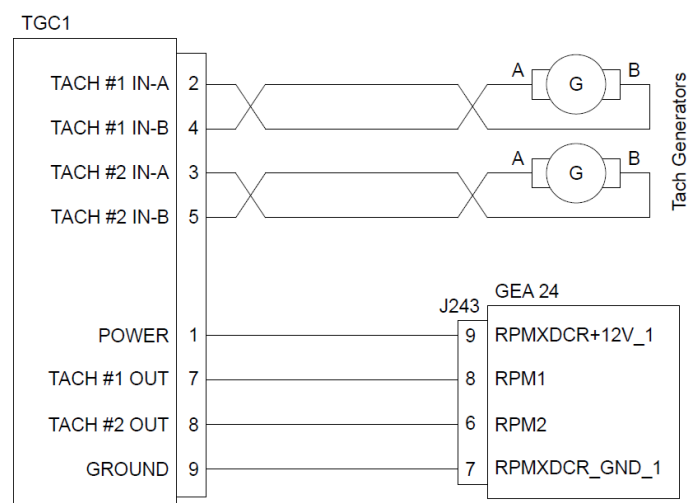 TGC1
TACH #1 IN-A 2 A G B
TACH #1 IN-B 4
TACH #2 IN-A 3 A G B
TACH #2 IN-B 5
Tach Generators
GEA 24
J243
POWER 1 9 RPMXDCR+12V_1
TACH #1 OUT 7 8 RPM1
TACH #2 OUT 8 6 RPM2
GROUND 9 7 RPMXDCR_GND_1